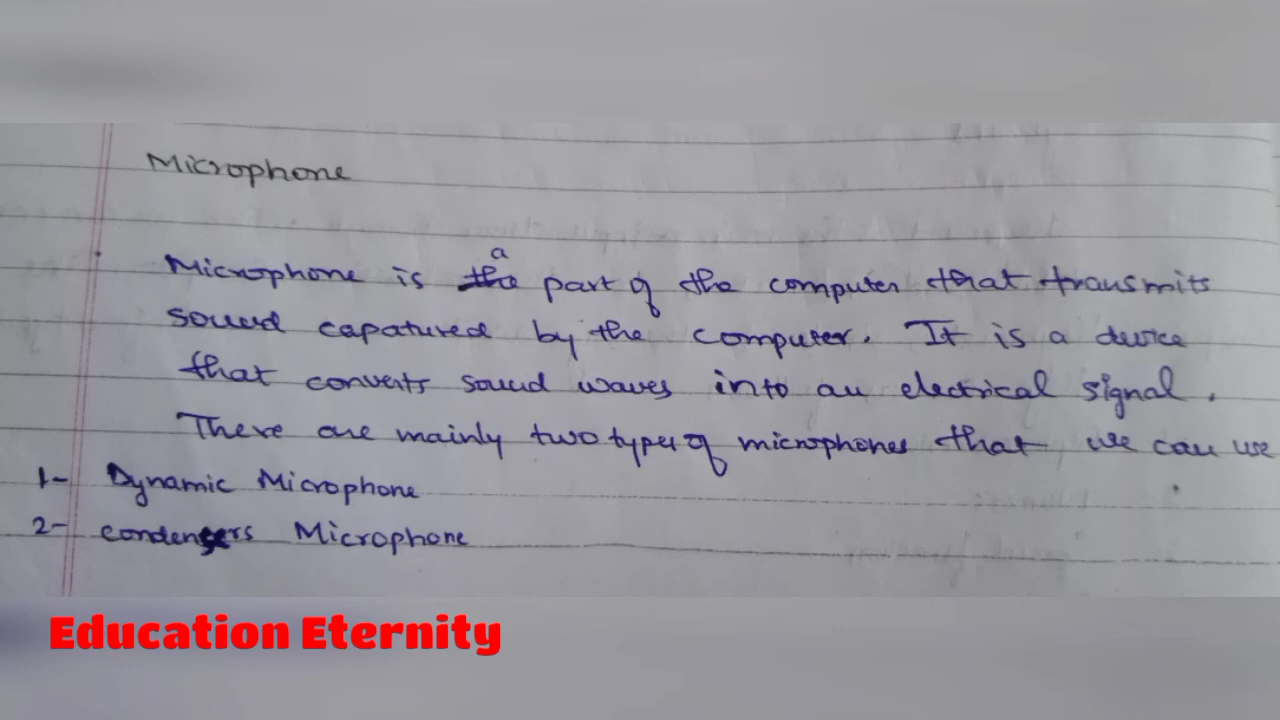 Microphone
Microphone is a part of the computer that transmits
sound capatured by the computer. It is a device
that converts sound waves into an electrical signal.
There are mainly two types of microphones that we can use
1- Dynamic Microphone
2- condensers Microphone
Education Eternity